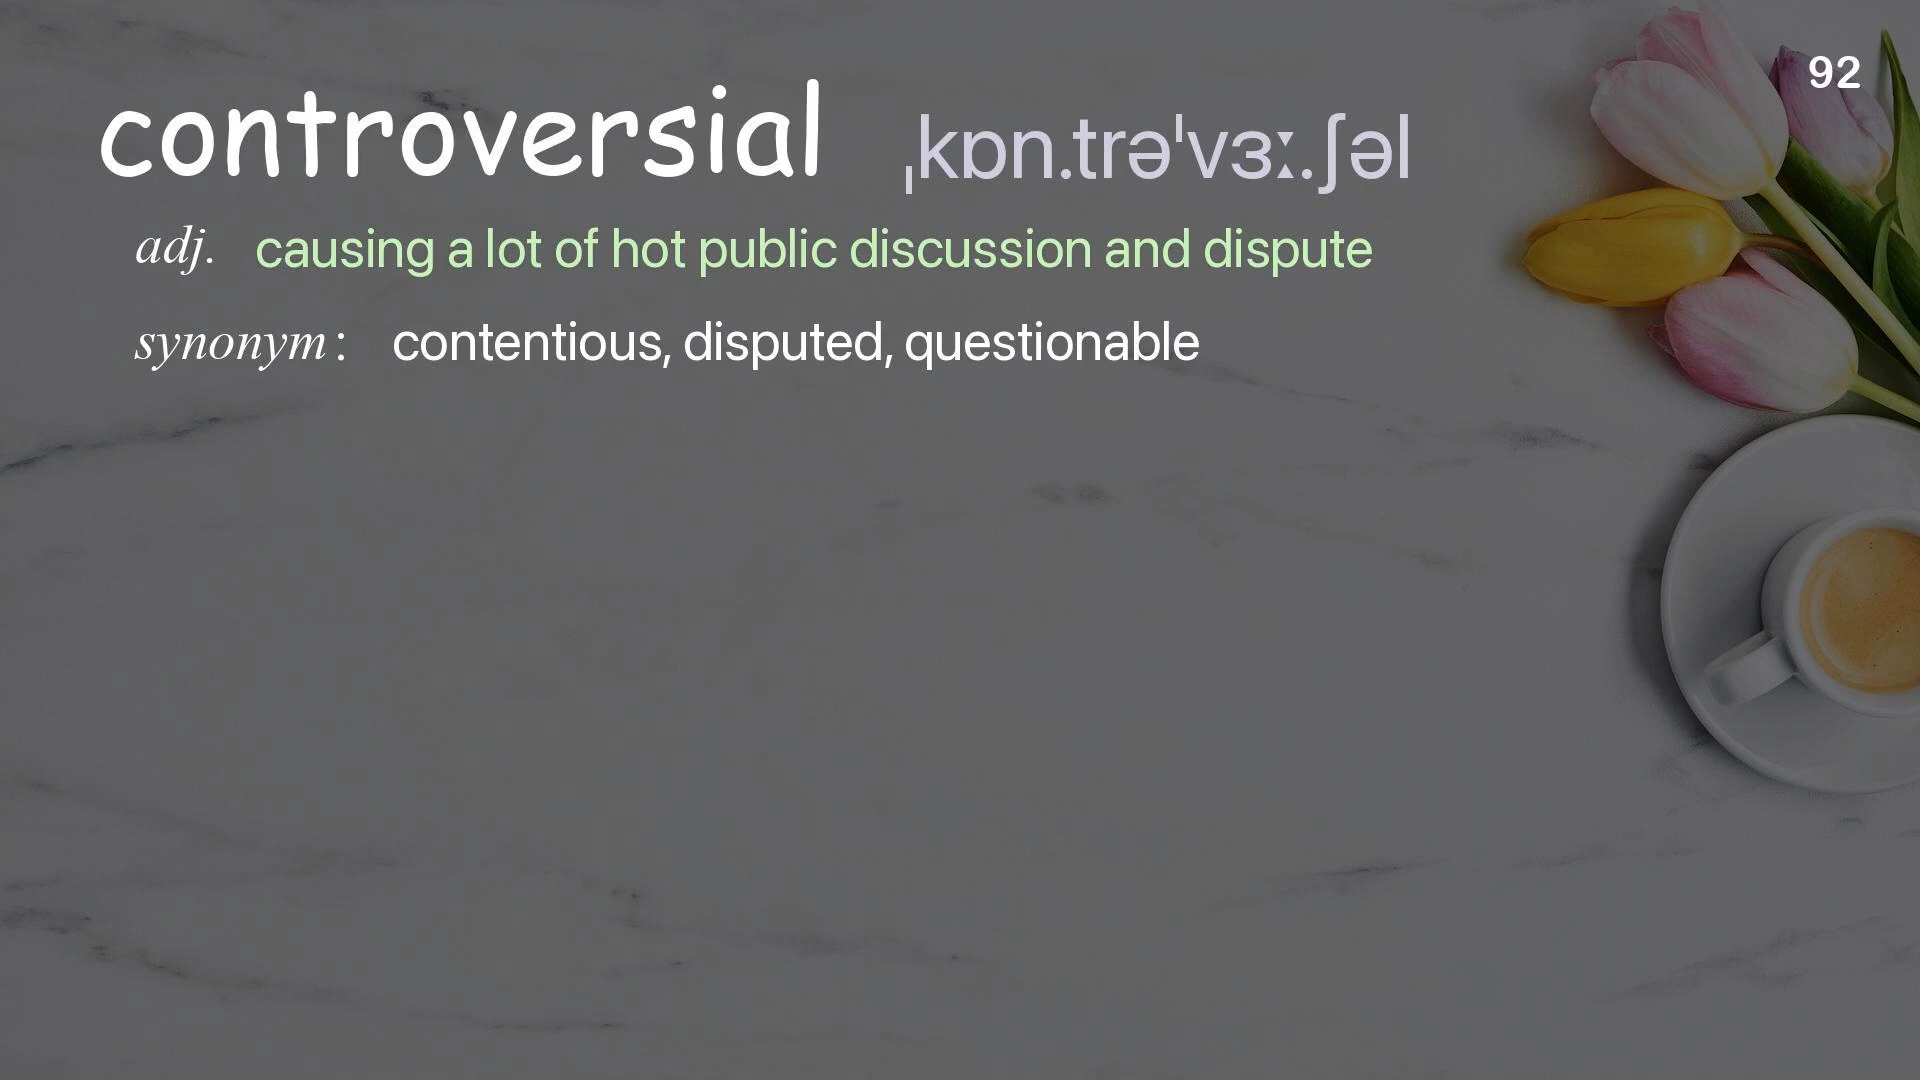 92
controversial ˌkɒn.trəˈvɜː.ʃəl
adj. causing a lot of hot public discussion and dispute
synonym: contentious, disputed, questionable